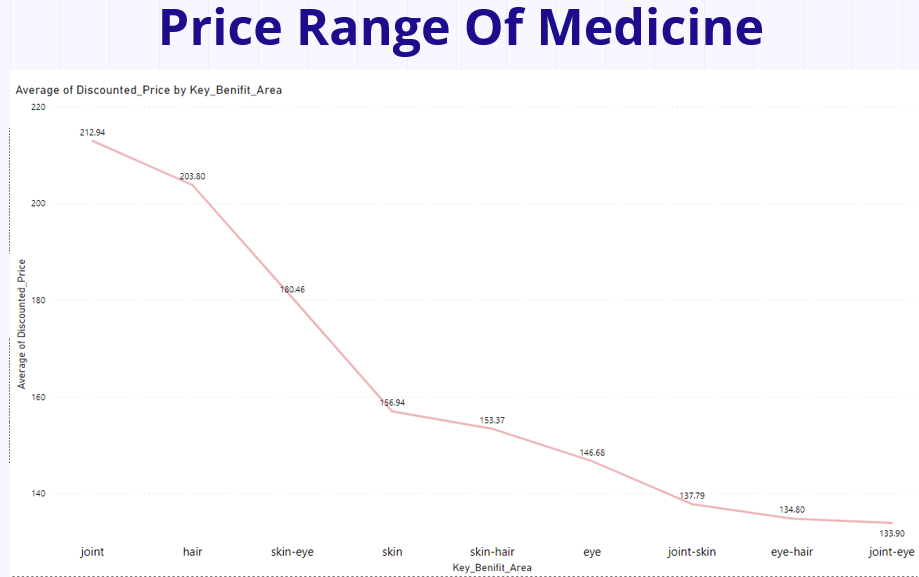 Price Range Of Medicine
Average of Discounted_Price by Key_Benifit_Area
220
212.94
203.80
200
180.46
180
156.94
160
153.37
146.68
137.79
140
134.80
133.90
Average of Discounted_Price
joint hair skin-eye skin skin-hair eye joint-skin eye-hair joint-eye
Key_Benifit_Area